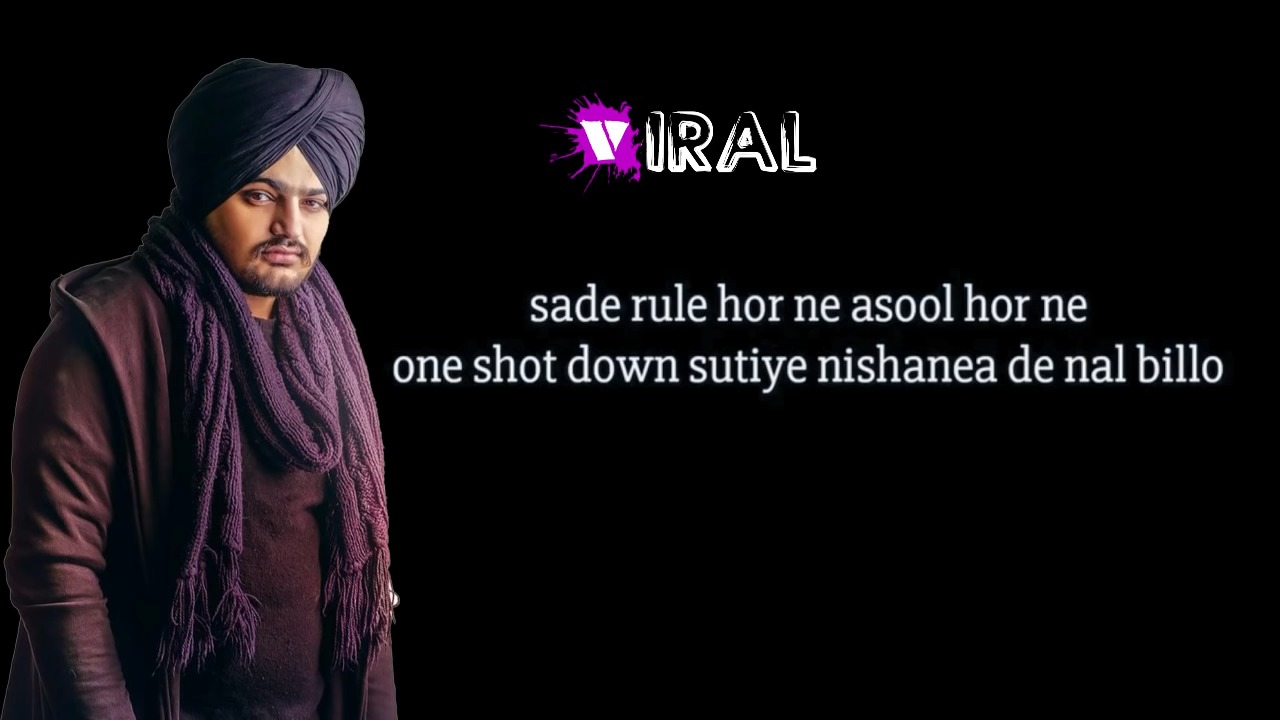 VIRAL
sade rule hor ne asool hor ne
one shot down sutiye nishanea de nal billo